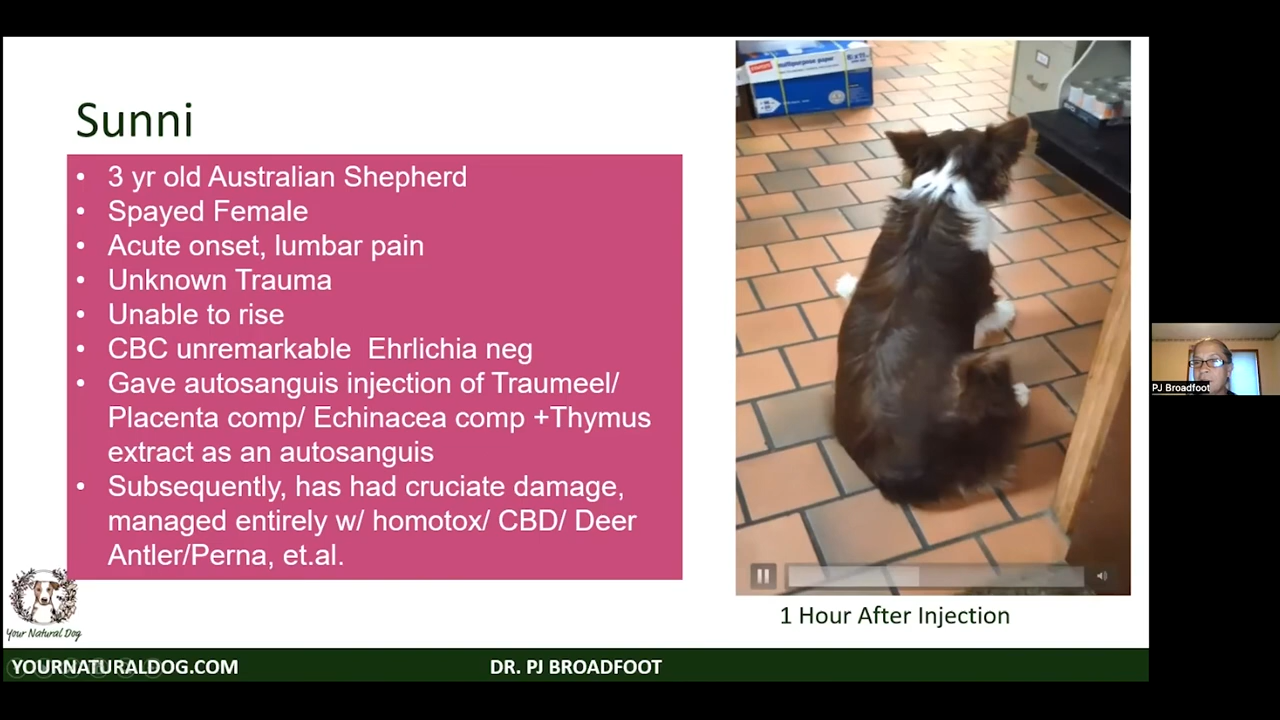 Sunni
• 3 yr old Australian Shepherd
• Spayed Female
• Acute onset, lumbar pain
• Unknown Trauma
• Unable to rise
• CBC unremarkable Ehrlichia neg
• Gave autosanguis injection of Traumeel/
Placenta comp/ Echinacea comp +Thymus
extract as an autosanguis
• Subsequently, has had cruciate damage,
managed entirely w/ homotox/ CBD/ Deer
Antler/Perna, et.al.
STAPLES
multipurpose paper
1 Hour After Injection
PJ Broadfoot
Your Natural Dog
YOURNATURALDOG.COM
DR. PJ BROADFOOT